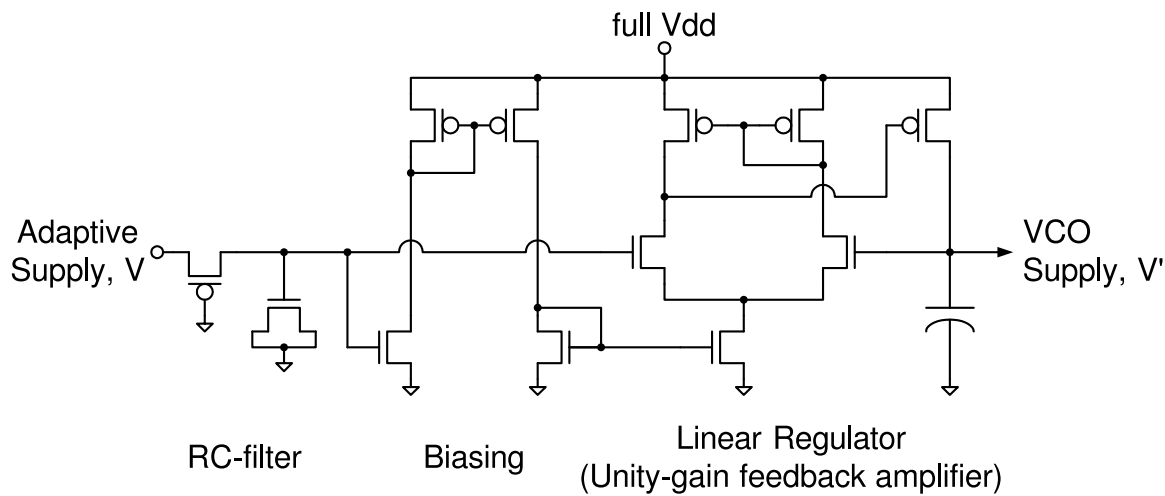 full Vdd
Adaptive
Supply, V
VCO
Supply, V'
RC-filter
Biasing
Linear Regulator
(Unity-gain feedback amplifier)